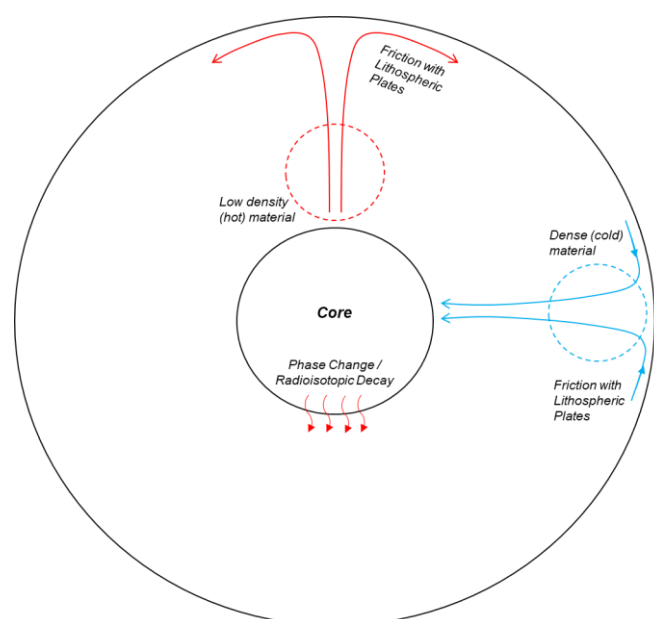 Friction with
Lithospheric
Plates
Low density
(hot) material
Dense (cold)
material
Core
Phase Change /
Radioisotopic Decay
Friction with
Lithospheric
Plates